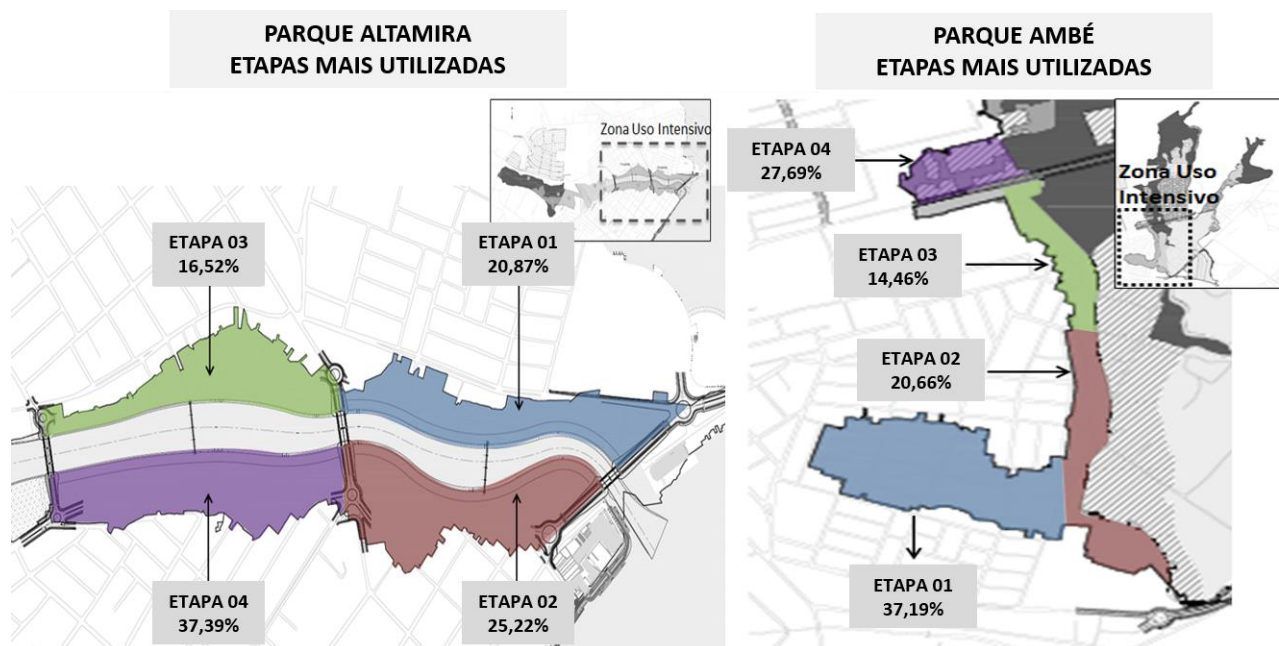 PARQUE ALTAMIRA
ETAPAS MAIS UTILIZADAS
Zona Uso Intensivo
ETAPA 03
16,52%
ETAPA 01
20,87%
ETAPA 04
37,39%
ETAPA 02
25,22%
PARQUE AMBÉ
ETAPAS MAIS UTILIZADAS
ETAPA 04
27,69%
Zona Uso
Intensivo
ETAPA 03
14,46%
ETAPA 02
20,66%
ETAPA 01
37,19%